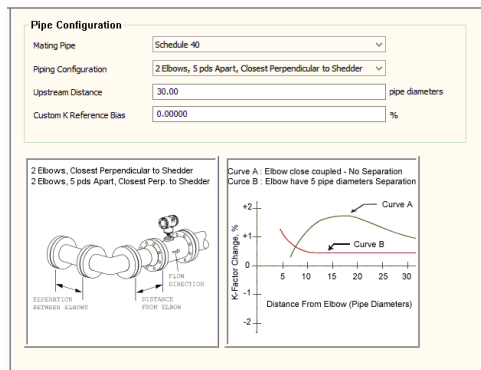 Pipe Configuration
Mating Pipe
Schedule 40
Piping Configuration
2 Elbows, 5 pds Apart, Closest Perpendicular to Shedder
Upstream Distance
30.00
pipe diameters
Custom K Reference Bias
0.00000
%
2 Elbows, Closest Perpendicular to Shedder
2 Elbows, 5 pds Apart, Closest Perp. to Shedder
FLOW
DIRECTION
SEPERATION
BETWEEN ELBOWS
DISTANCE
FROM ELBOW
Curve A : Elbow close coupled - No Separation
Curce B : Elbow have 5 pipe diameters Separation
K-Factor Change, %
+2
+1
0
-1
-2
Curve A
Curve B
5 10 15 20 25 30
Distance From Elbow (Pipe Diameters)